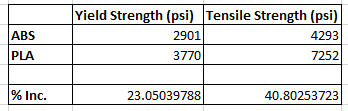 Yield Strength (psi) Tensile Strength (psi)
ABS 2901 4293
PLA 3770 7252
% Inc. 23.05039788 40.80253723